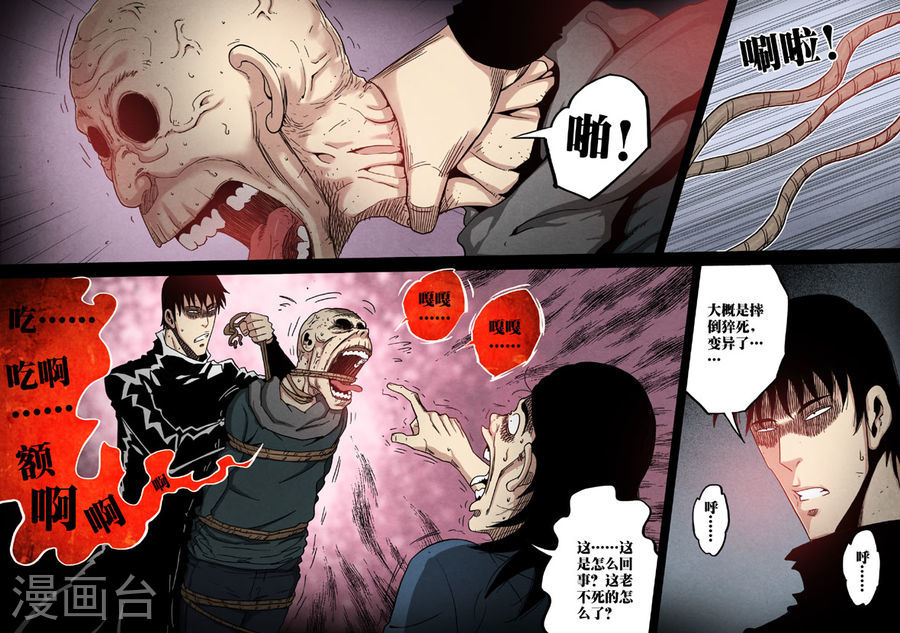 啪！
唰啦！
吃……
吃啊
……
额
啊
啊
啊
嘎嘎
……
嘎嘎
……
这……这
是怎么回
事？这老
不死的怎
么了？
大概是摔
倒猝死，
变异了…
…
呼
……
呼
……
漫画台